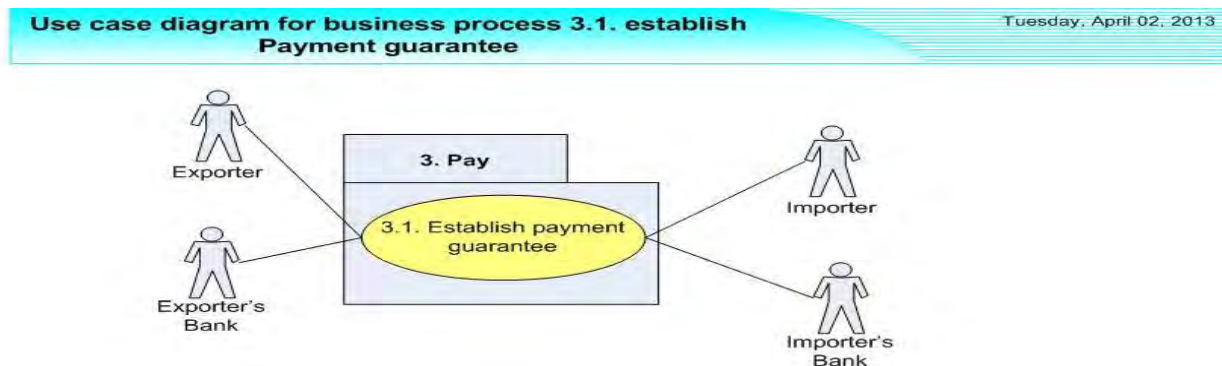 Use case diagram for business process 3.1. establish
Payment guarantee
Tuesday, April 02, 2013
Exporter
3. Pay
Importer
3.1. Establish payment
guarantee
Exporter's
Bank
Importer's
Bank